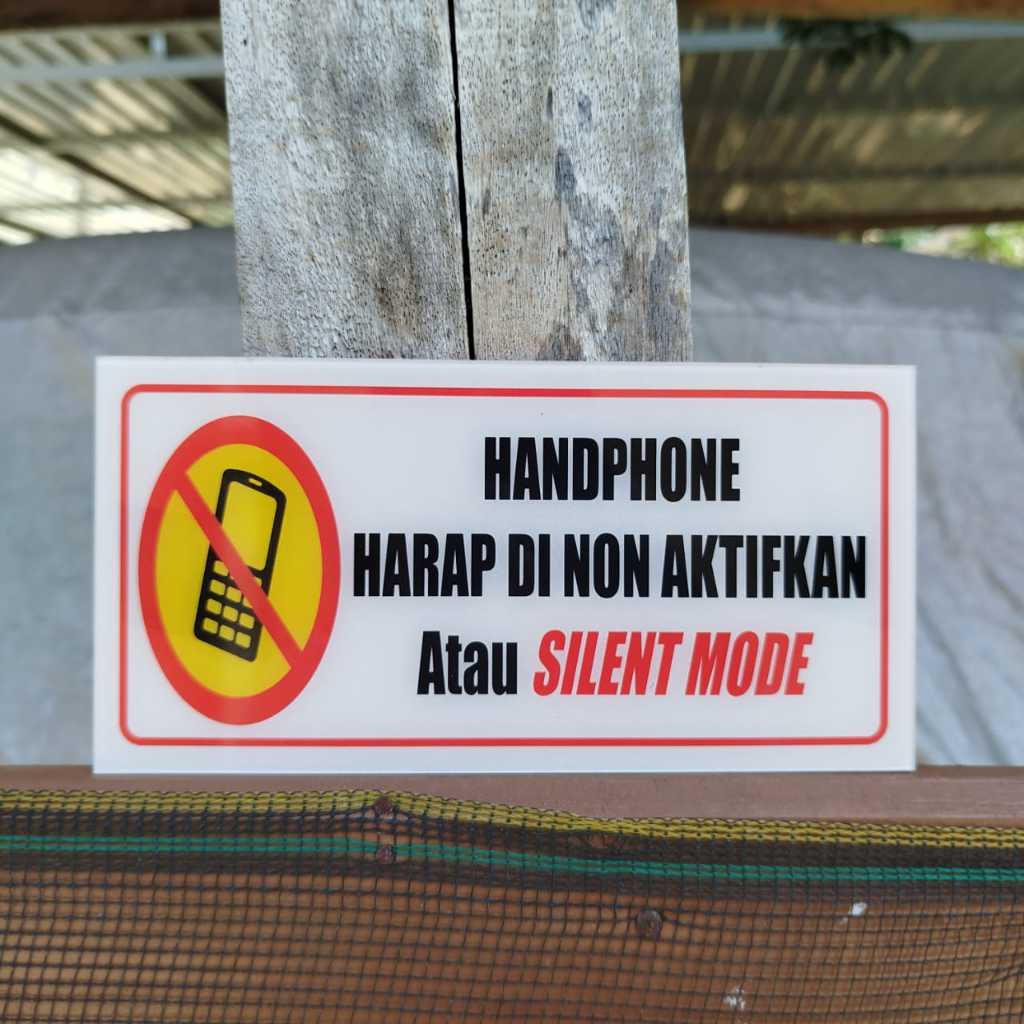 HANDPHONE
HARAP DI NON AKTIFKAN
Atau SILENT MODE